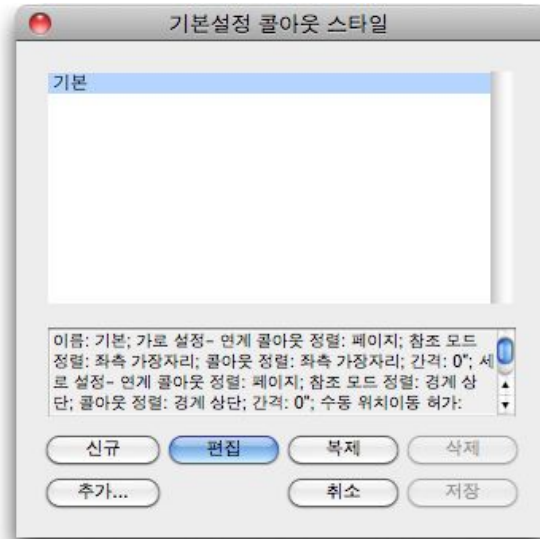 기본설정 콜아웃 스타일
기본
이름: 기본; 가로 설정– 연계 콜아웃 정렬: 페이지; 참조 모드
정렬: 좌측 가장자리; 콜아웃 정렬: 좌측 가장자리; 간격: 0"; 세
로 설정– 연계 콜아웃 정렬: 페이지; 참조 모드 정렬: 경계 상
단; 콜아웃 정렬: 경계 상단; 간격: 0"; 수동 위치이동 허가:
신규 편집 복제 삭제
추가... 취소 저장